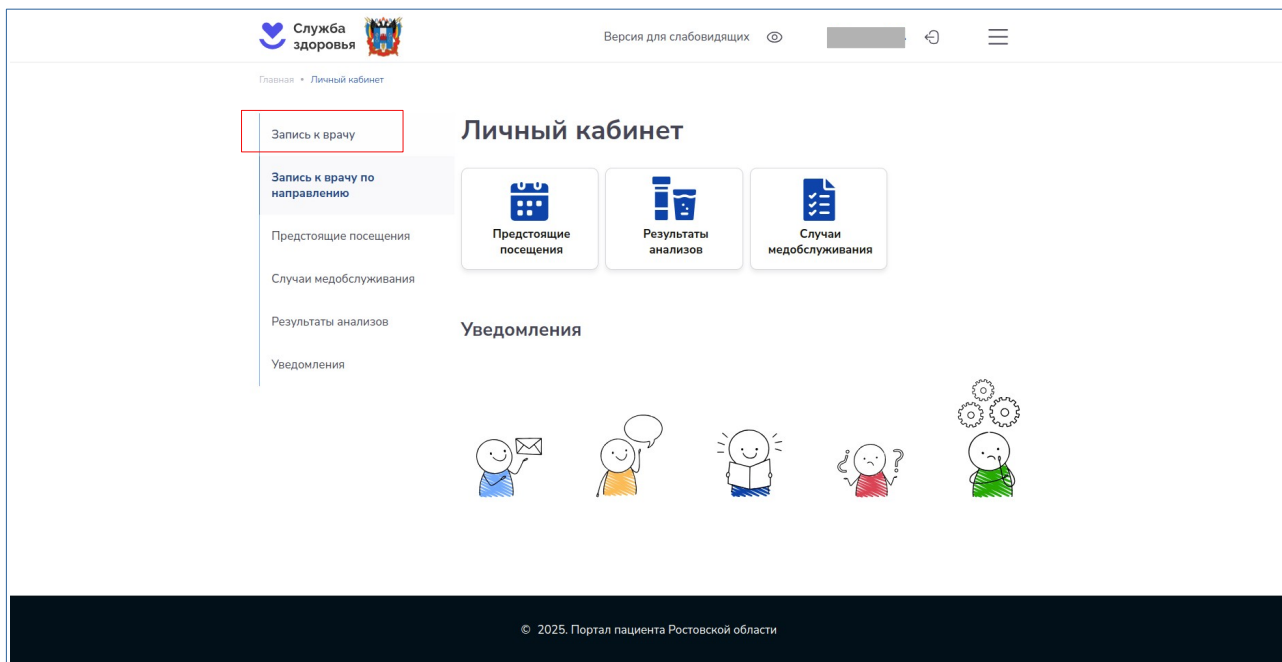 Служба
здоровья
Версия для слабовидящих
Главная • Личный кабинет
Запись к врачу
Запись к врачу по
направлению
Предстоящие посещения
Случаи медобслуживания
Результаты анализов
Уведомления
Личный кабинет
Предстоящие
посещения
Результаты
анализов
Случаи
медобслуживания
Уведомления
© 2025. Портал пациента Ростовской области